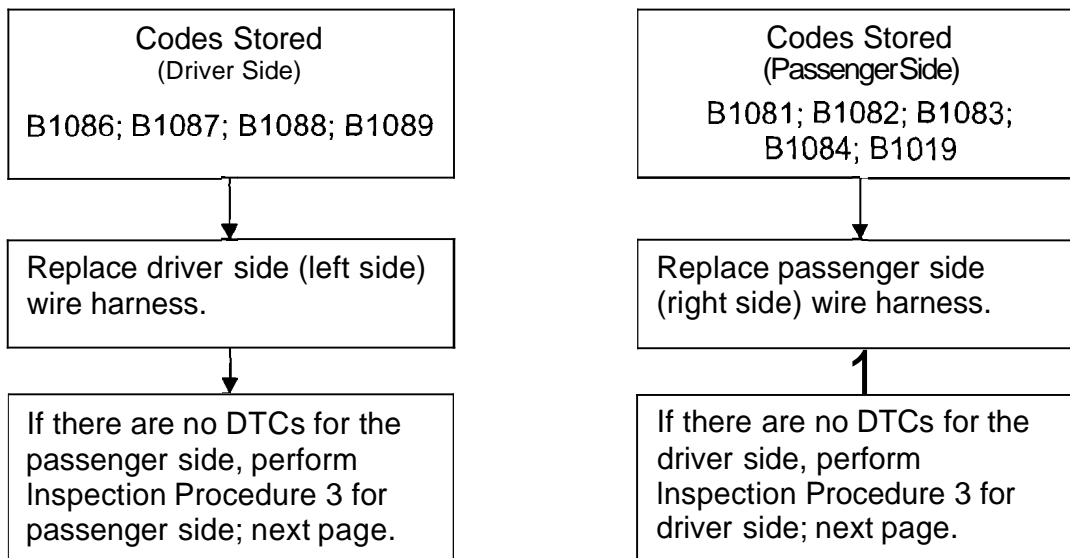 Codes Stored
(Driver Side)
B1086; B1087; B1088; B1089
Replace driver side (left side)
wire harness.
If there are no DTCs for the
passenger side, perform
Inspection Procedure 3 for
passenger side; next page.
Codes Stored
(PassengerSide)
B1081; B1082; B1083;
B1084; B1019
Replace passenger side
(right side) wire harness.
1
If there are no DTCs for the
driver side, perform
Inspection Procedure 3 for
driver side; next page.